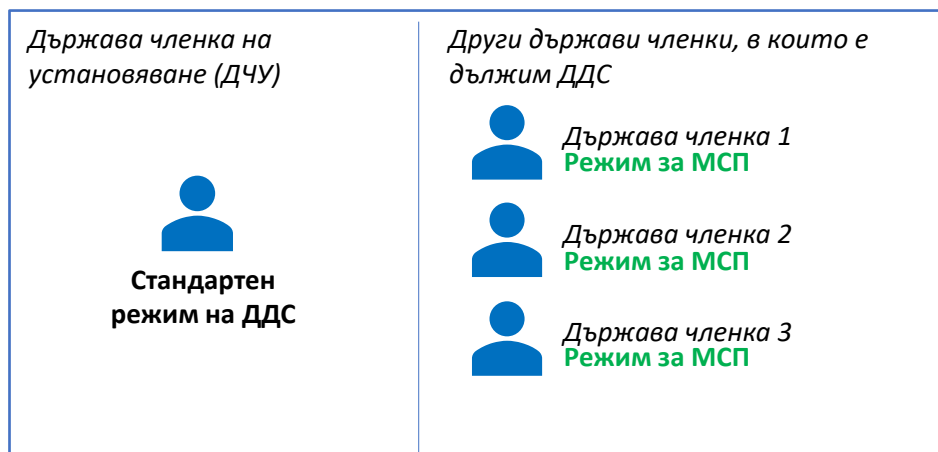 Държава членка на
установяване (ДЧУ)
Стандартен
режим на ДДС
Други държави членки, в които е
дължим ДДС
Държава членка 1
Режим за МСП
Държава членка 2
Режим за МСП
Държава членка 3
Режим за МСП